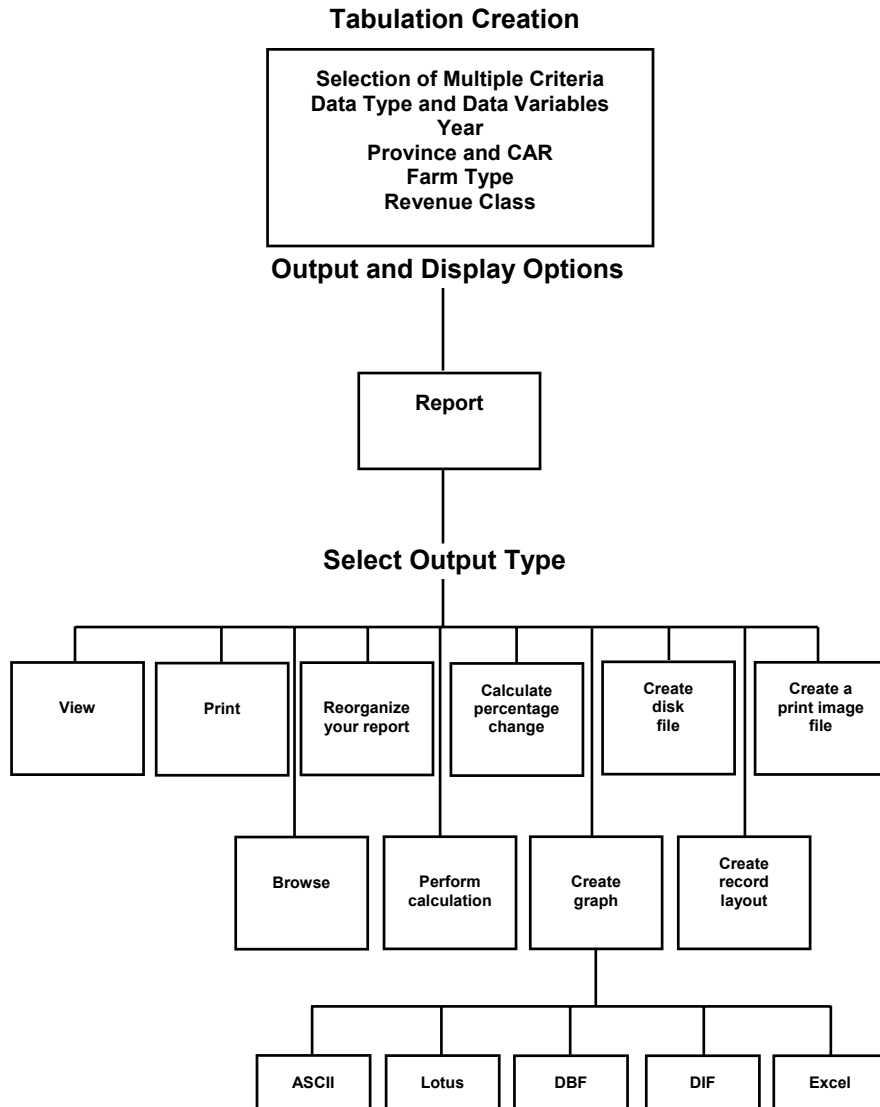 Tabulation Creation
Selection of Multiple Criteria
Data Type and Data Variables
Year
Province and CAR
Farm Type
Revenue Class
Output and Display Options
Report
Select Output Type
View
Print
Reorganize
your report
Calculate
percentage
change
Create
disk
file
Create a
print image
file
Browse
Perform
calculation
Create
graph
Create
record
layout
ASCII
Lotus
DBF
DIF
Excel